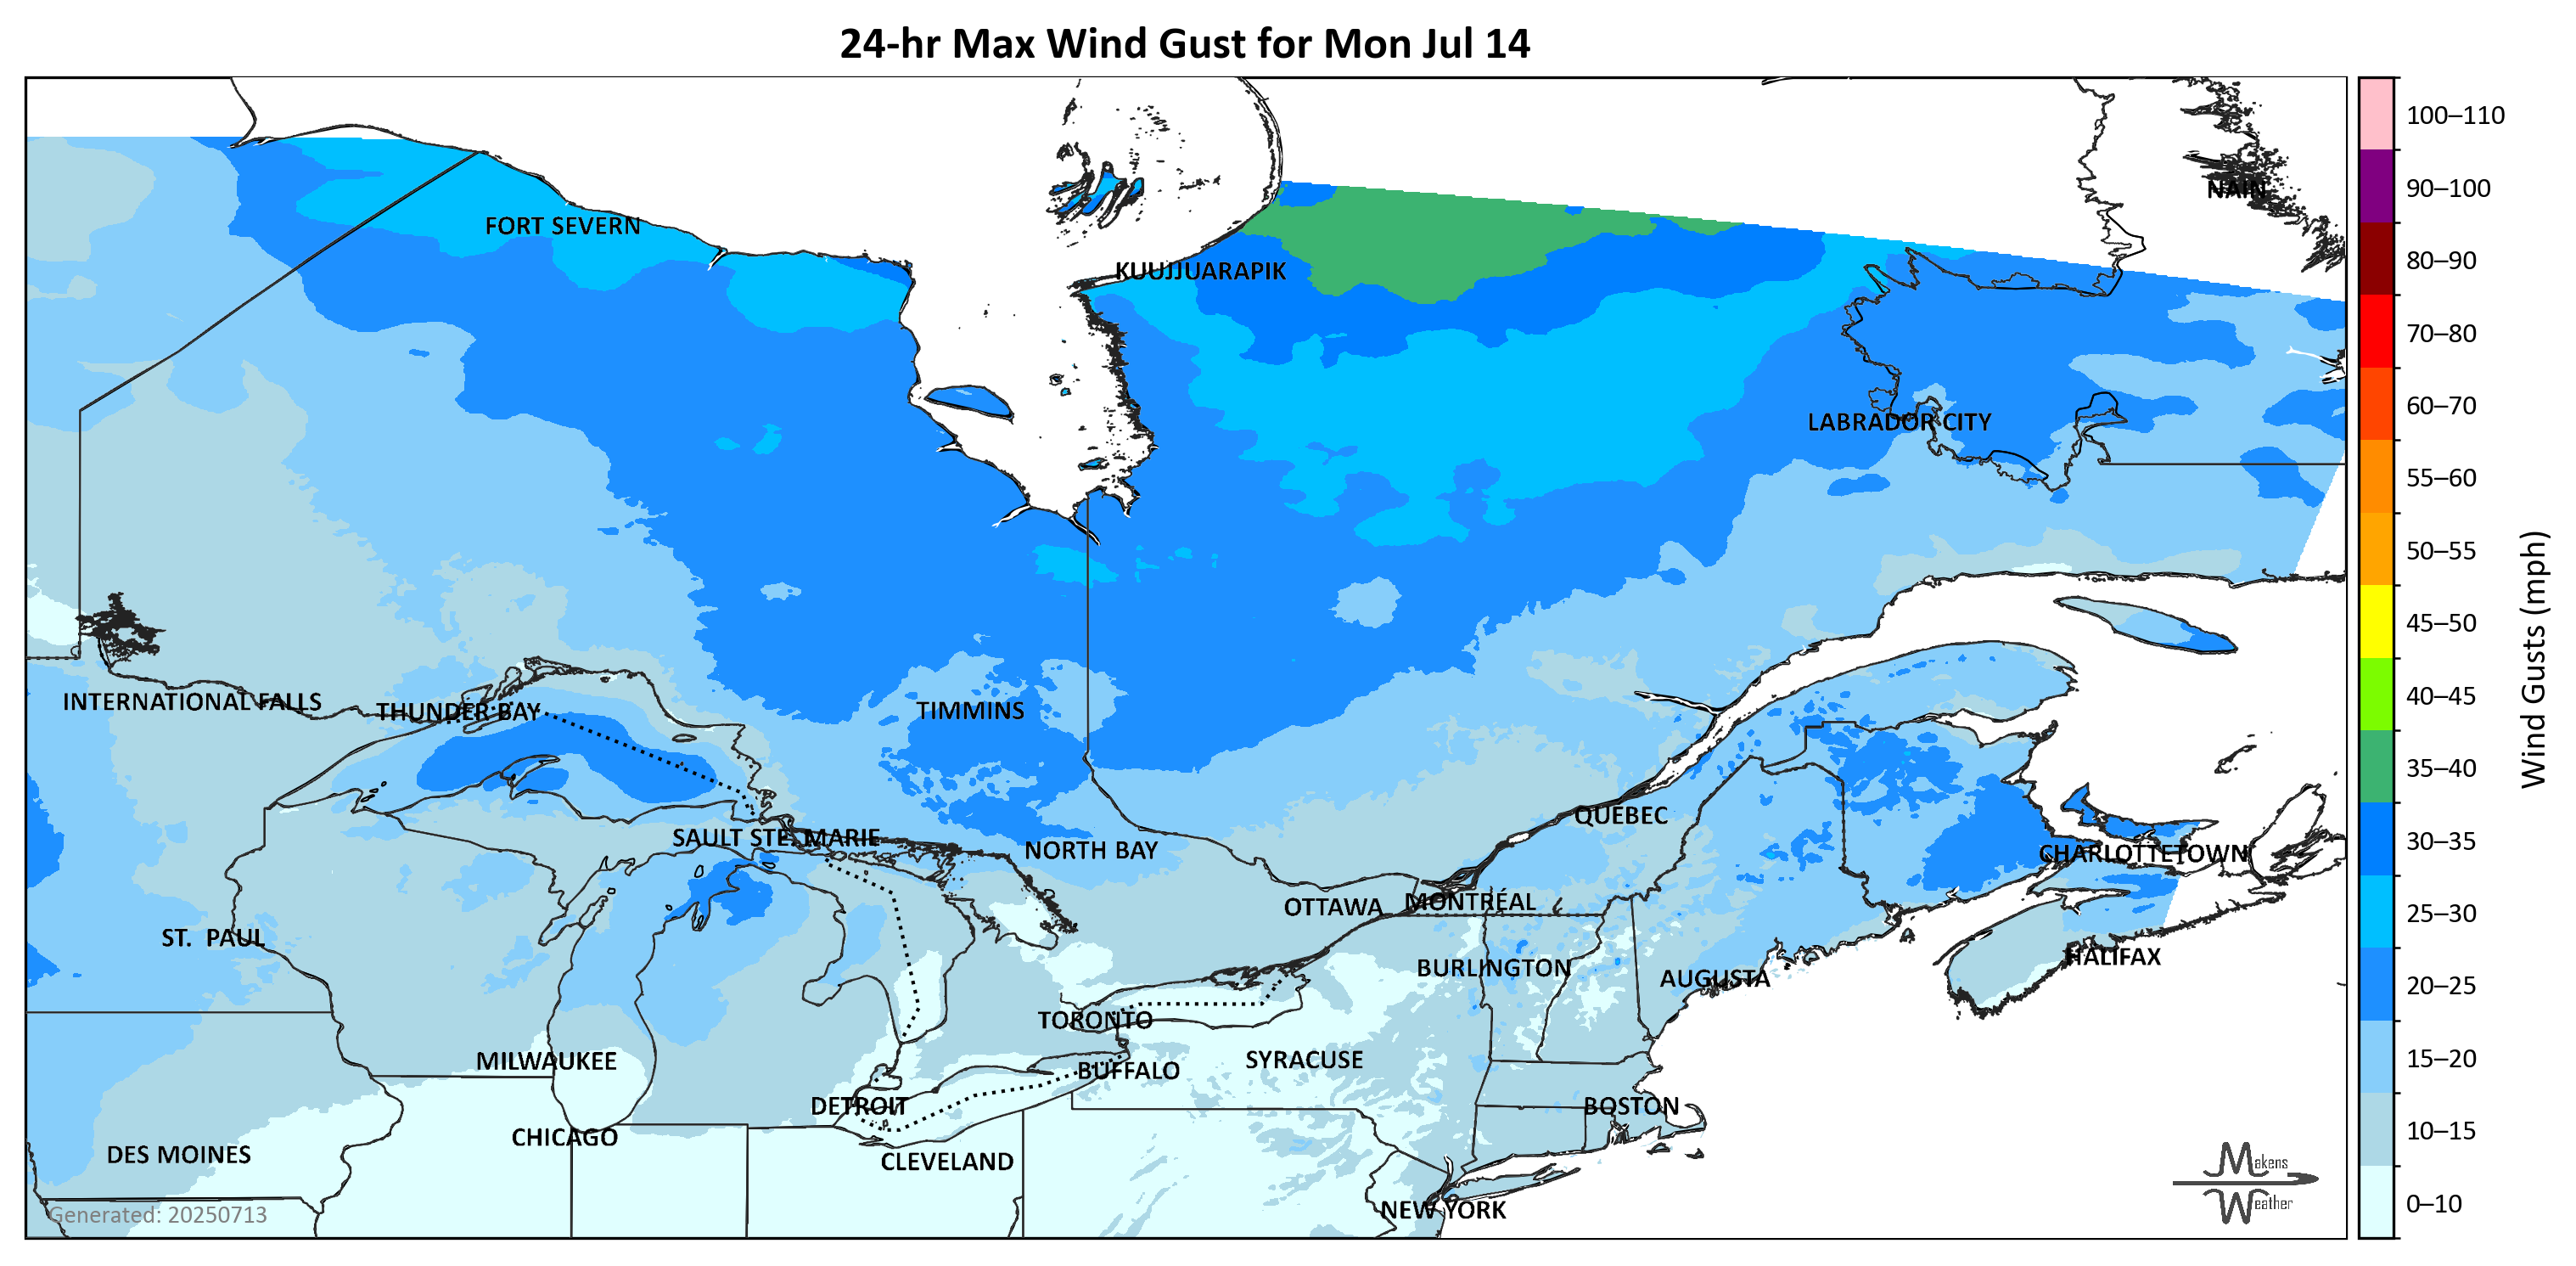 24-hr Max Wind Gust for Mon Jul 14
100–110
NAIN
90–100
FORT SEVERN
80–90
KUUJJUARAPIK
70–80
60–70
LABRADOR CITY
55–60
50–55
45–50
Wind Gusts (mph)
40–45
INTERNATIONAL FALLS
THUNDER BAY
TIMMINS
35–40
QUEBEC
30–35
SAULT STE. MARIE
NORTH BAY
CHARLOTTETOWN
25–30
OTTAWA
MONTRÉAL
ST. PAUL
HALIFAX
BURLINGTON
AUGUSTA
20–25
TORONTO
15–20
MILWAUKEE
SYRACUSE
BUFFALO
DETROIT
BOSTON
10–15
CHICAGO
DES MOINES
CLEVELAND
Makens
Weather
0–10
NEW YORK
Generated: 20250713